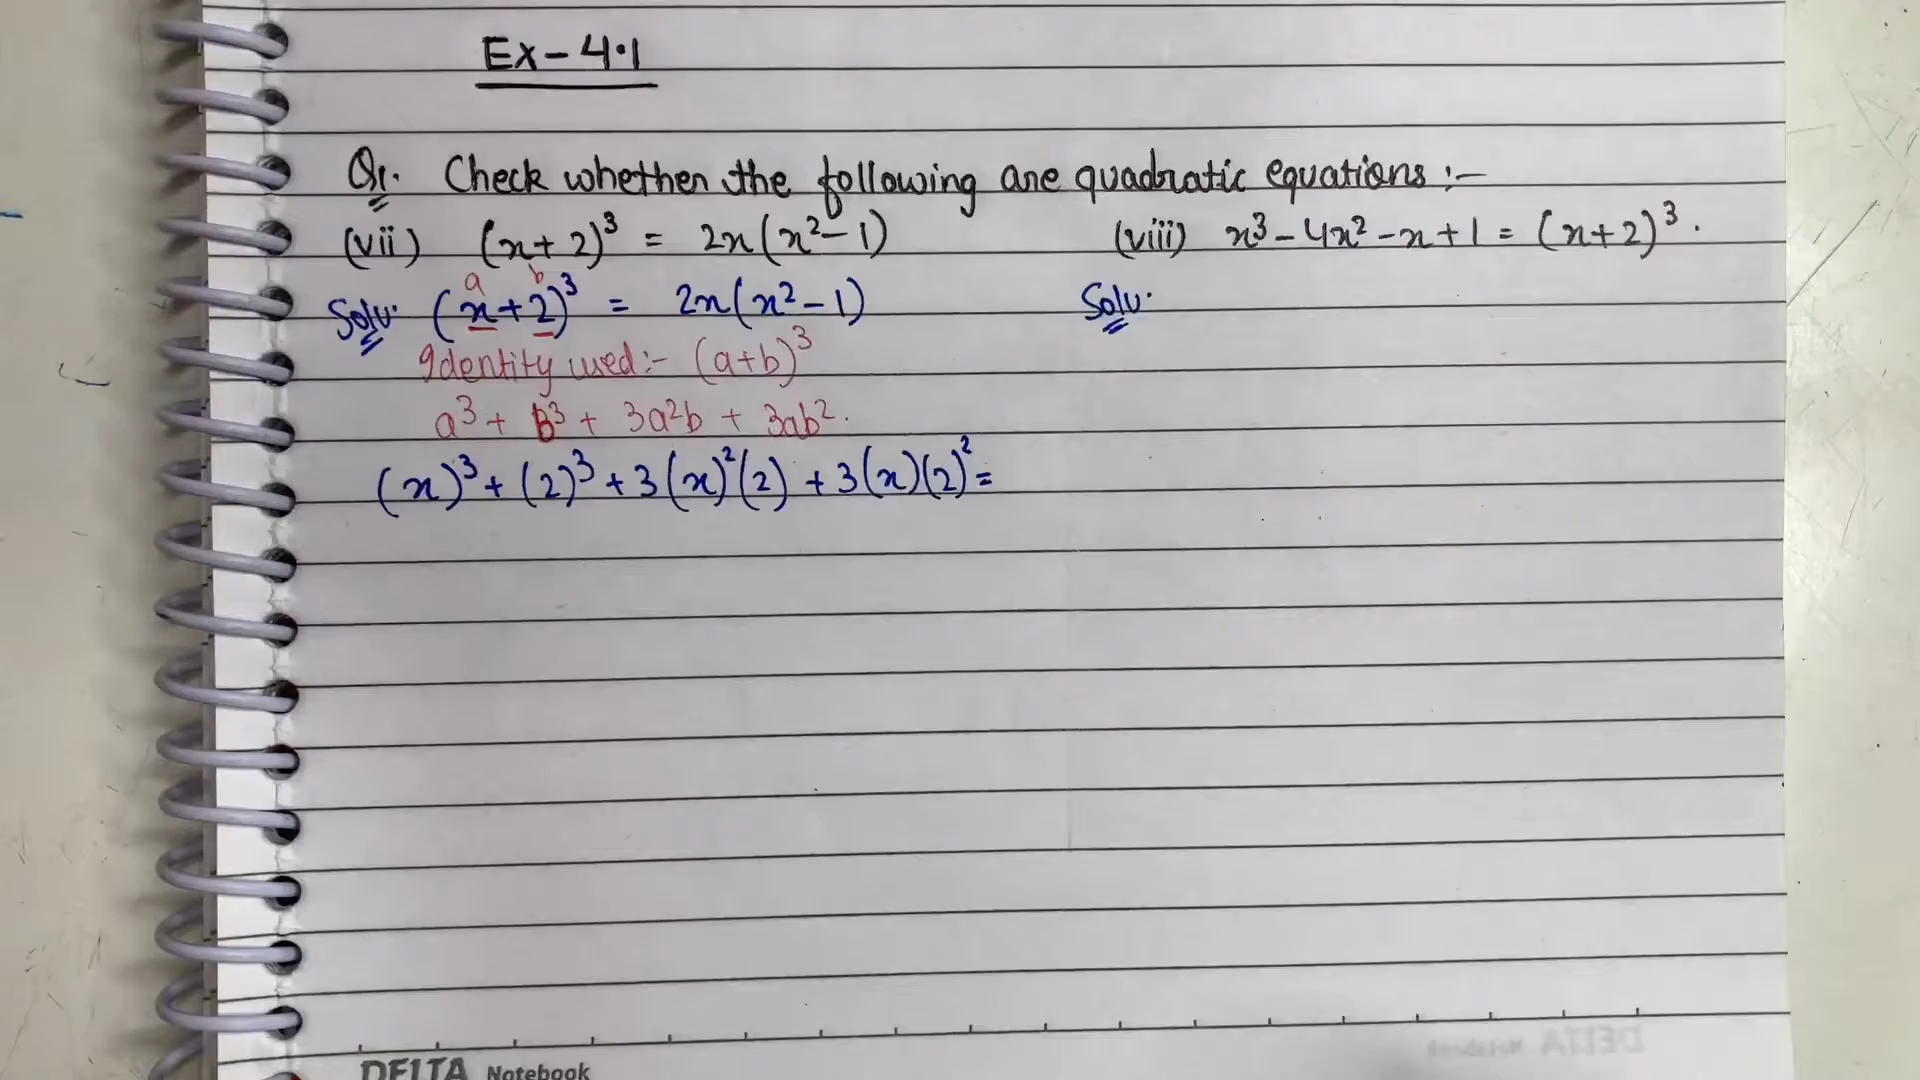 Ex-4.1
Q1. Check whether the following are quadratic equations :-
(vii) (x+2)³ = 2x(x²-1) (viii) x³-4x²-x+1 = (x+2)³.
a b
Solu. (x+2)³ = 2x(x²-1) Solu.
Identity used:- (a+b)³
a³ + b³ + 3a²b + 3ab².
(x)³ + (2)³ + 3(x)²(2) + 3(x)(2)² =
DELTA Notebook